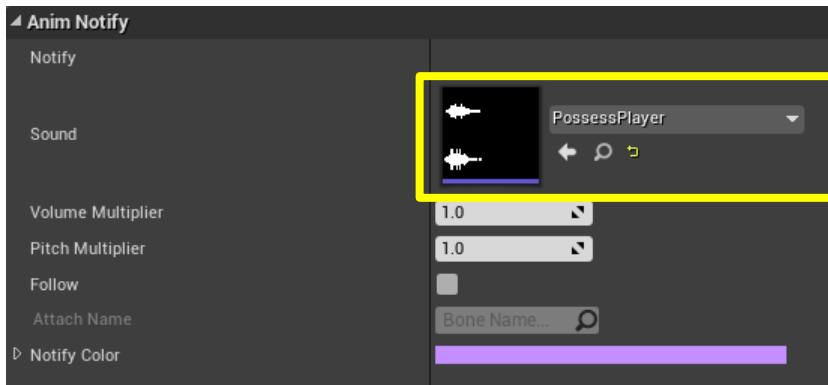 Anim Notify
Notify
Sound
PossessPlayer
Volume Multiplier
1.0
Pitch Multiplier
1.0
Follow
Attach Name
Bone Name...
Notify Color